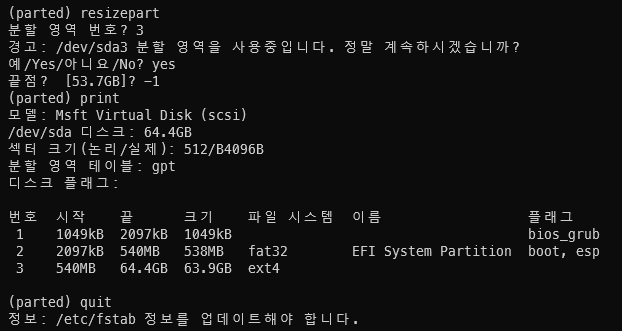 (parted) resizepart
분할 영역 번호? 3
경고: /dev/sda3 분할 영역을 사용중입니다. 정말 계속하시겠습니까?
예/Yes/아니요/No? yes
끝점?  [53.7GB]? -1
(parted) print
모델: Msft Virtual Disk (scsi)
/dev/sda 디스크: 64.4GB
섹터 크기(논리/실제): 512/B4096B
분할 영역 테이블: gpt
디스크 플래그:
번호  시작    끝      크기    파일 시스템  이름                  플래그
 1    1049kB  2097kB  1049kB                                     bios_grub
 2    2097kB  540MB   538MB   fat32        EFI System Partition  boot, esp
 3    540MB   64.4GB  63.9GB  ext4
(parted) quit
정보: /etc/fstab 정보를 업데이트해야 합니다.